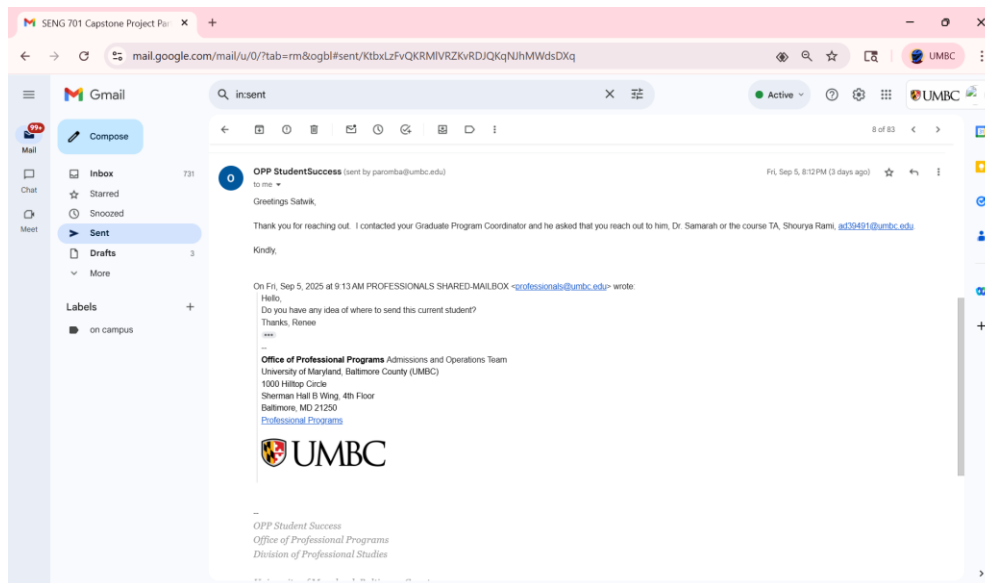 SENG 701 Capstone Project Par
mail.google.com/mail/u/0/?tab=rm&ogbl#sent/KtbxLzFvQKRMlVRZKvRDJQKqNJhMWdsDXq
UMBC
Gmail
in:sent
Active
UMBC
99+
Mail
Chat
Meet
Compose
8 of 83
Inbox 731
Starred
Snoozed
Sent
Drafts 3
More
Labels
on campus
O
OPP StudentSuccess (sent by paromba@umbc.edu)
Fri, Sep 5, 8:12 PM (3 days ago)
to me
Greetings Satwik,
Thank you for reaching out. I contacted your Graduate Program Coordinator and he asked that you reach out to him, Dr. Samarah or the course TA, Shourya Rami, ad39491@umbc.edu
Kindly,
On Fri, Sep 5, 2025 at 9:13 AM PROFESSIONALS SHARED-MAILBOX <professionals@umbc.edu> wrote:
Hello,
Do you have any idea of where to send this current student?
Thanks, Renee
--
Office of Professional Programs Admissions and Operations Team
University of Maryland, Baltimore County (UMBC)
1000 Hilltop Circle
Sherman Hall B Wing, 4th Floor
Baltimore, MD 21250
Professional Programs
UMBC
--
OPP Student Success
Office of Professional Programs
Division of Professional Studies